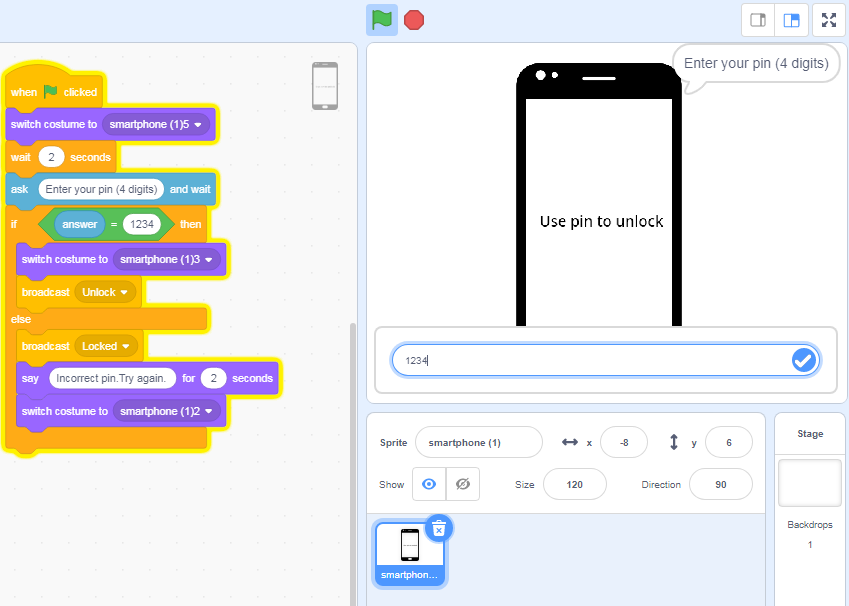 when clicked
switch costume to smartphone (1)5
wait 2 seconds
ask Enter your pin (4 digits) and wait
if answer = 1234 then
switch costume to smartphone (1)3
broadcast Unlock
else
broadcast Locked
say Incorrect pin.Try again. for 2 seconds
switch costume to smartphone (1)2
Enter your pin (4 digits)
Use pin to unlock
1234
Sprite smartphone (1) x -8 y 6
Show Size 120 Direction 90
smartphon...
Stage
Backdrops
1